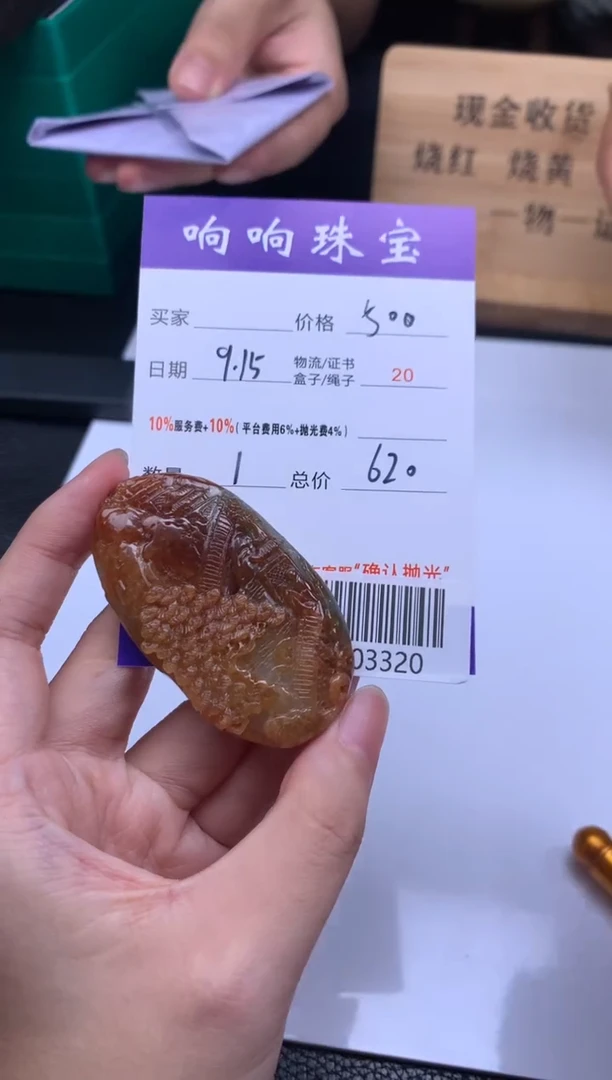 现金收货
烧红 烧黄
一物一
响响珠宝
买家 价格 500
日期 9.15 物流/证书 盒子/绳子 20
10%服务费+10%(平台费用6%+抛光费4%)
数量 1 总价 620
客服"确认抛光"
03320